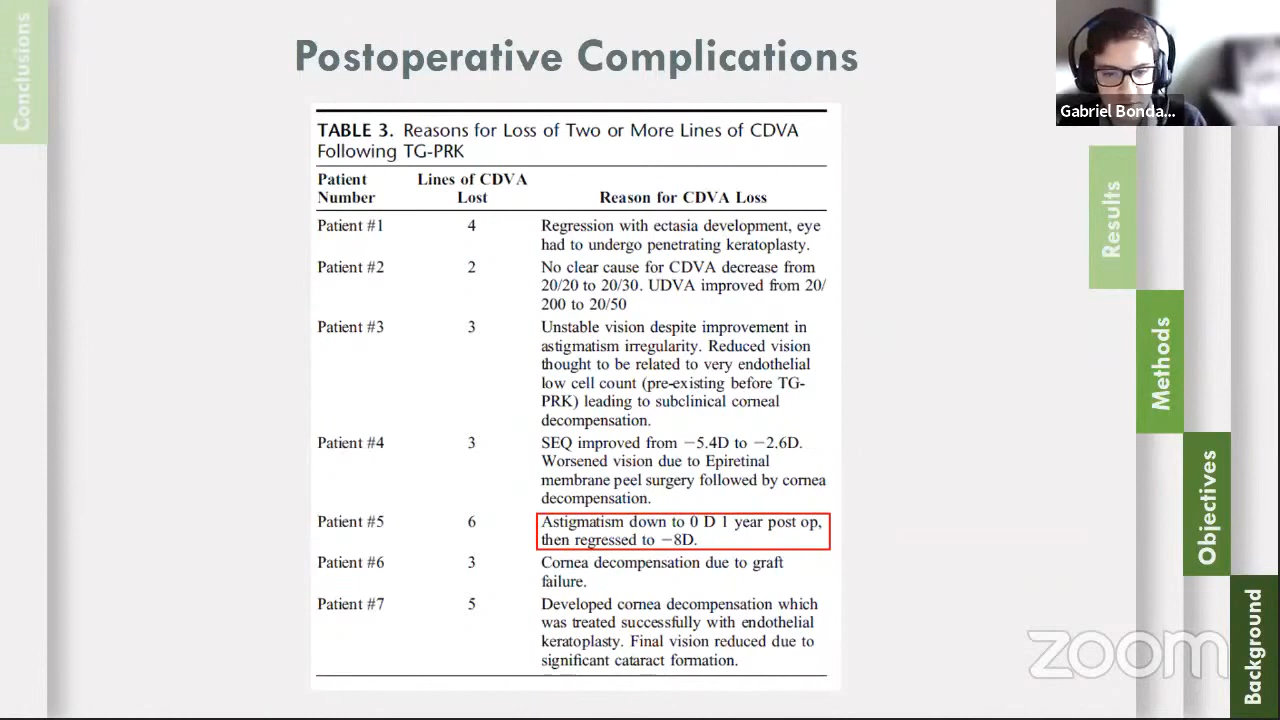 Conclusions
Postoperative Complications
Gabriel Bonda...
TABLE 3. Reasons for Loss of Two or More Lines of CDVA
Following TG-PRK
Patient Number
Lines of CDVA Lost
Reason for CDVA Loss
Patient #1 4 Regression with ectasia development, eye
had to undergo penetrating keratoplasty.
Patient #2 2 No clear cause for CDVA decrease from
20/20 to 20/30. UDVA improved from 20/
200 to 20/50
Patient #3 3 Unstable vision despite improvement in
astigmatism irregularity. Reduced vision
thought to be related to very endothelial
low cell count (pre-existing before TG-
PRK) leading to subclinical corneal
decompensation.
Patient #4 3 SEQ improved from −5.4D to −2.6D.
Worsened vision due to Epiretinal
membrane peel surgery followed by cornea
decompensation.
Patient #5 6 Astigmatism down to 0 D 1 year post op,
then regressed to −8D.
Patient #6 3 Cornea decompensation due to graft
failure.
Patient #7 5 Developed cornea decompensation which
was treated successfully with endothelial
keratoplasty. Final vision reduced due to
significant cataract formation.
Results
Methods
Objectives
Background
zoom